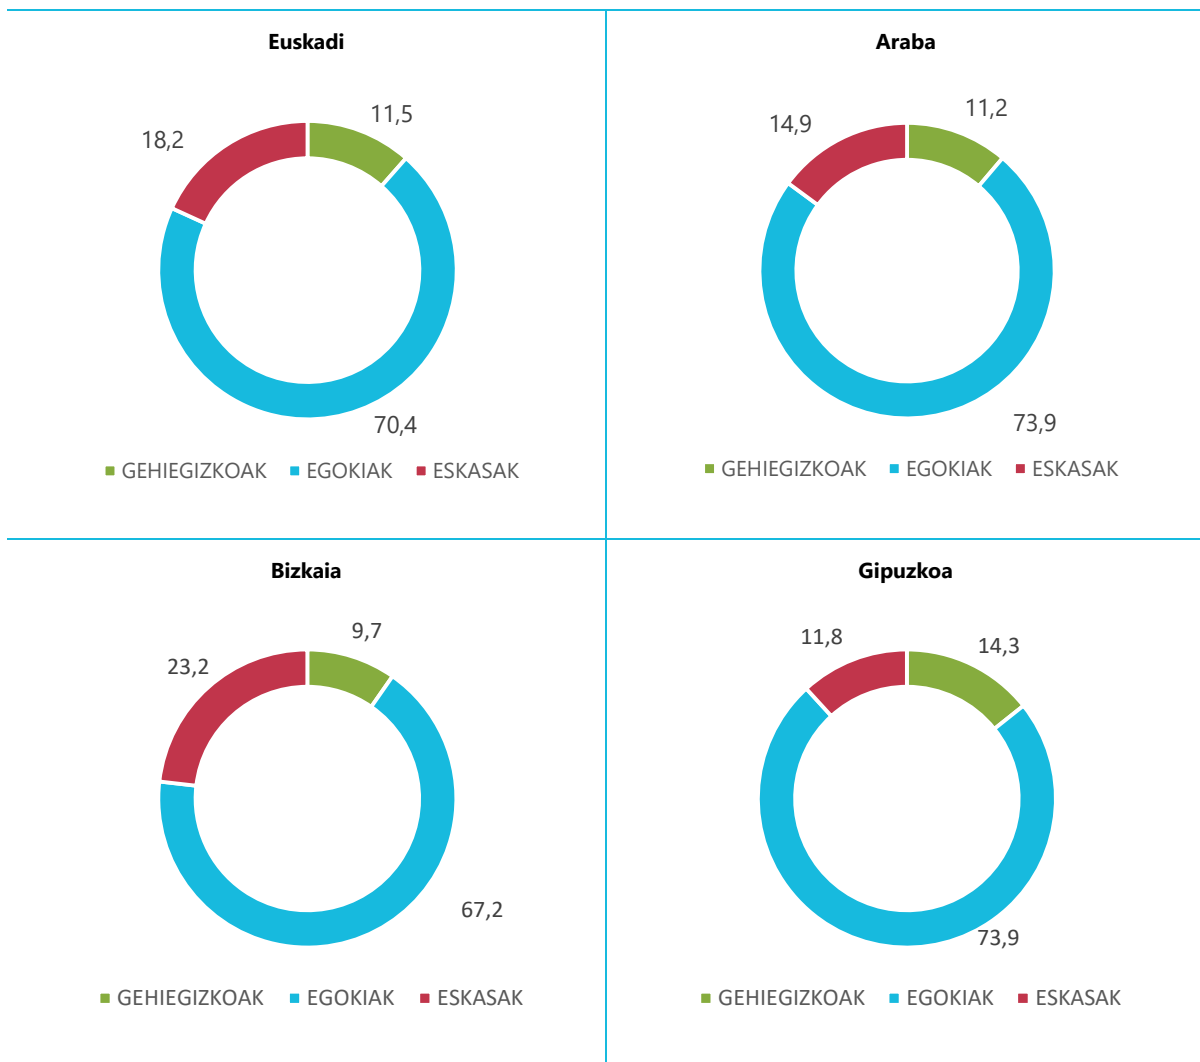 Euskadi
11,5
18,2
70,4
GEHIEGIZKOAK EGOKIAK ESKASAK
Araba
11,2
14,9
73,9
GEHIEGIZKOAK EGOKIAK ESKASAK
Bizkaia
9,7
23,2
67,2
GEHIEGIZKOAK EGOKIAK ESKASAK
Gipuzkoa
11,8
14,3
73,9
GEHIEGIZKOAK EGOKIAK ESKASAK